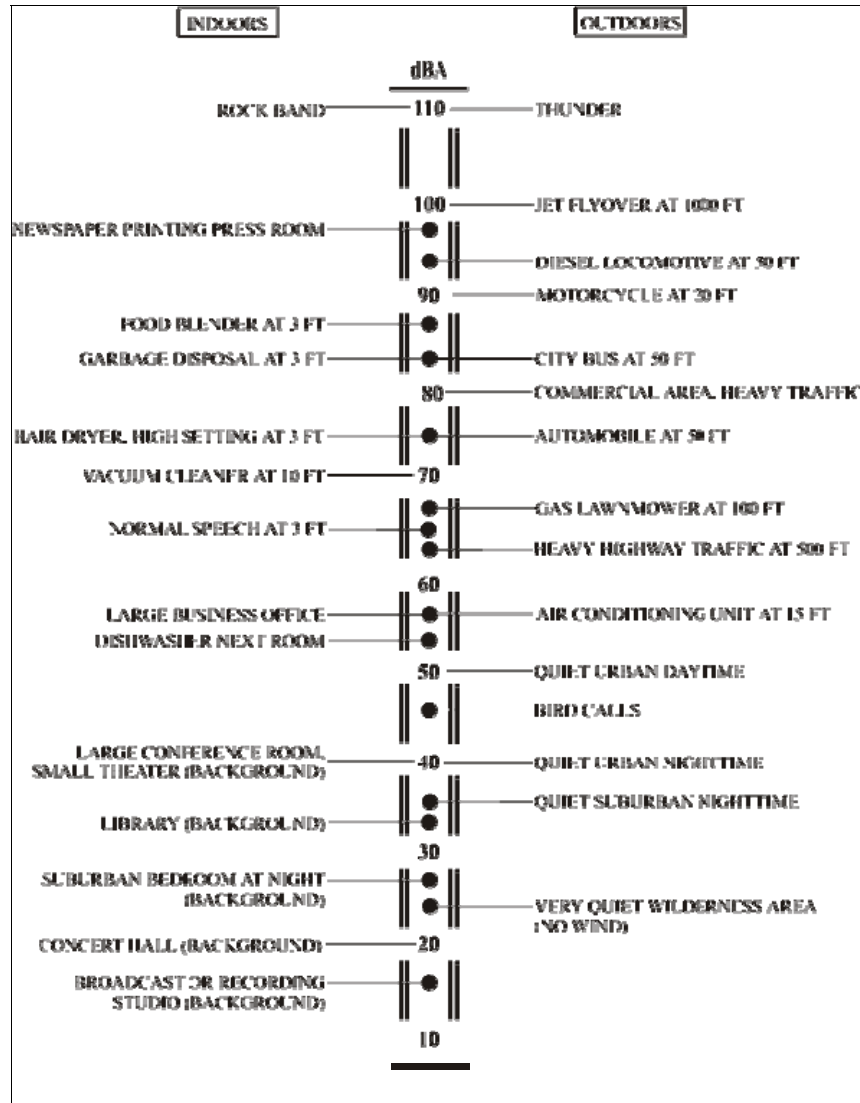 INDOORS
OUTDOORS
dBA
ROCK BAND 110 THUNDER
100 JET FLYOVER AT 1000 FT
NEWSPAPER PRINTING PRESS ROOM
DIESEL LOCOMOTIVE AT 50 FT
90 MOTORCYCLE AT 20 FT
FOOD BLENDER AT 3 FT
GARBAGE DISPOSAL AT 3 FT CITY BUS AT 50 FT
80 COMMERCIAL AREA, HEAVY TRAFFIC
HAIR DRYER, HIGH SETTING AT 3 FT AUTOMOBILE AT 50 FT
VACUUM CLEANER AT 10 FT 70
GAS LAWNMOWER AT 100 FT
NORMAL SPEECH AT 3 FT
HEAVY HIGHWAY TRAFFIC AT 500 FT
60
LARGE BUSINESS OFFICE AIR CONDITIONING UNIT AT 15 FT
DISHWASHER NEXT ROOM
50 QUIET URBAN DAYTIME
BIRD CALLS
LARGE CONFERENCE ROOM,
SMALL THEATER (BACKGROUND) 40 QUIET URBAN NIGHTTIME
QUIET SUBURBAN NIGHTTIME
LIBRARY (BACKGROUND)
30
SUBURBAN BEDROOM AT NIGHT
(BACKGROUND)
VERY QUIET WILDERNESS AREA
(NO WIND)
CONCERT HALL (BACKGROUND) 20
BROADCAST OR RECORDING
STUDIO (BACKGROUND)
10